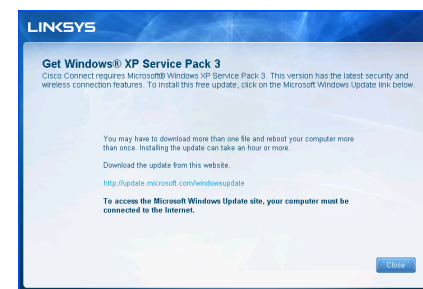 LINKSYS
Get Windows® XP Service Pack 3
Cisco Connect requires Microsoft® Windows XP Service Pack 3. This version has the latest security and
wireless connection features. To install this free update, click on the Microsoft Windows Update link below.
You may have to download more than one file and reboot your computer more
than once. Installing the update can take an hour or more.
Download the update from this website.
http://update.microsoft.com/windowsupdate
To access the Microsoft Windows Update site, your computer must be
connected to the Internet.
Close